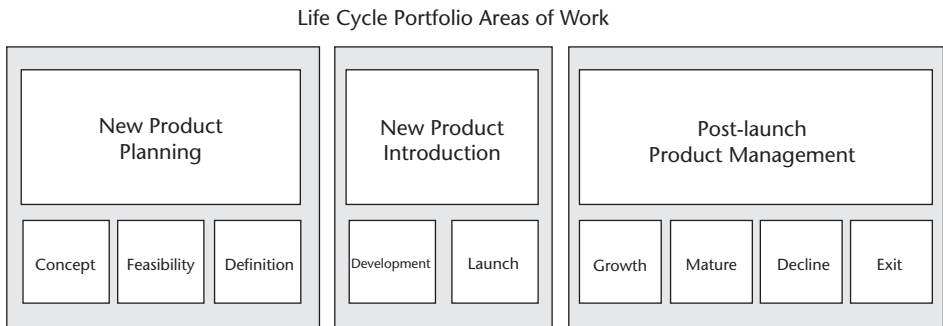 Life Cycle Portfolio Areas of Work
New Product
Planning
New Product
Introduction
Post-launch
Product Management
Concept
Feasibility
Definition
Development
Launch
Growth
Mature
Decline
Exit